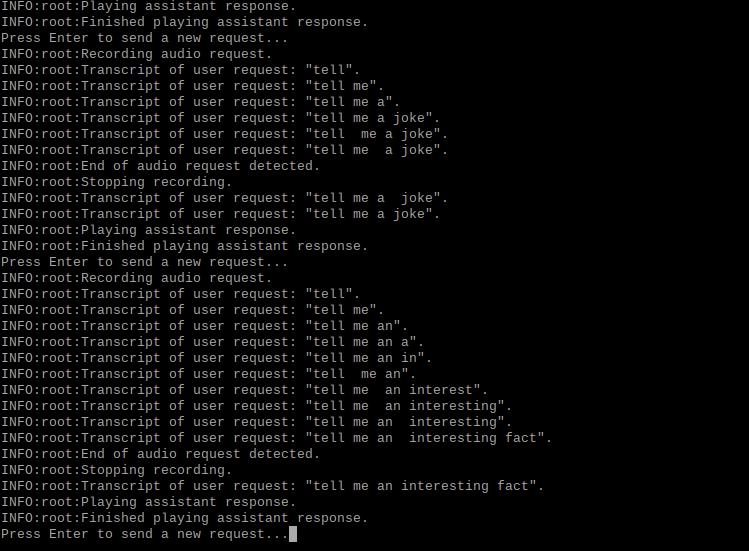 INFO:root:Playing assistant response.
INFO:root:Finished playing assistant response.
Press Enter to send a new request...
INFO:root:Recording audio request.
INFO:root:Transcript of user request: "tell".
INFO:root:Transcript of user request: "tell me".
INFO:root:Transcript of user request: "tell me a".
INFO:root:Transcript of user request: "tell me a joke".
INFO:root:Transcript of user request: "tell  me a joke".
INFO:root:Transcript of user request: "tell me  a joke".
INFO:root:End of audio request detected.
INFO:root:Stopping recording.
INFO:root:Transcript of user request: "tell me a  joke".
INFO:root:Transcript of user request: "tell me a joke".
INFO:root:Playing assistant response.
INFO:root:Finished playing assistant response.
Press Enter to send a new request...
INFO:root:Recording audio request.
INFO:root:Transcript of user request: "tell".
INFO:root:Transcript of user request: "tell me".
INFO:root:Transcript of user request: "tell me an".
INFO:root:Transcript of user request: "tell me an a".
INFO:root:Transcript of user request: "tell me an in".
INFO:root:Transcript of user request: "tell  me an".
INFO:root:Transcript of user request: "tell me  an interest".
INFO:root:Transcript of user request: "tell me  an interesting".
INFO:root:Transcript of user request: "tell me an  interesting".
INFO:root:Transcript of user request: "tell me an  interesting fact".
INFO:root:End of audio request detected.
INFO:root:Stopping recording.
INFO:root:Transcript of user request: "tell me an interesting fact".
INFO:root:Playing assistant response.
INFO:root:Finished playing assistant response.
Press Enter to send a new request...